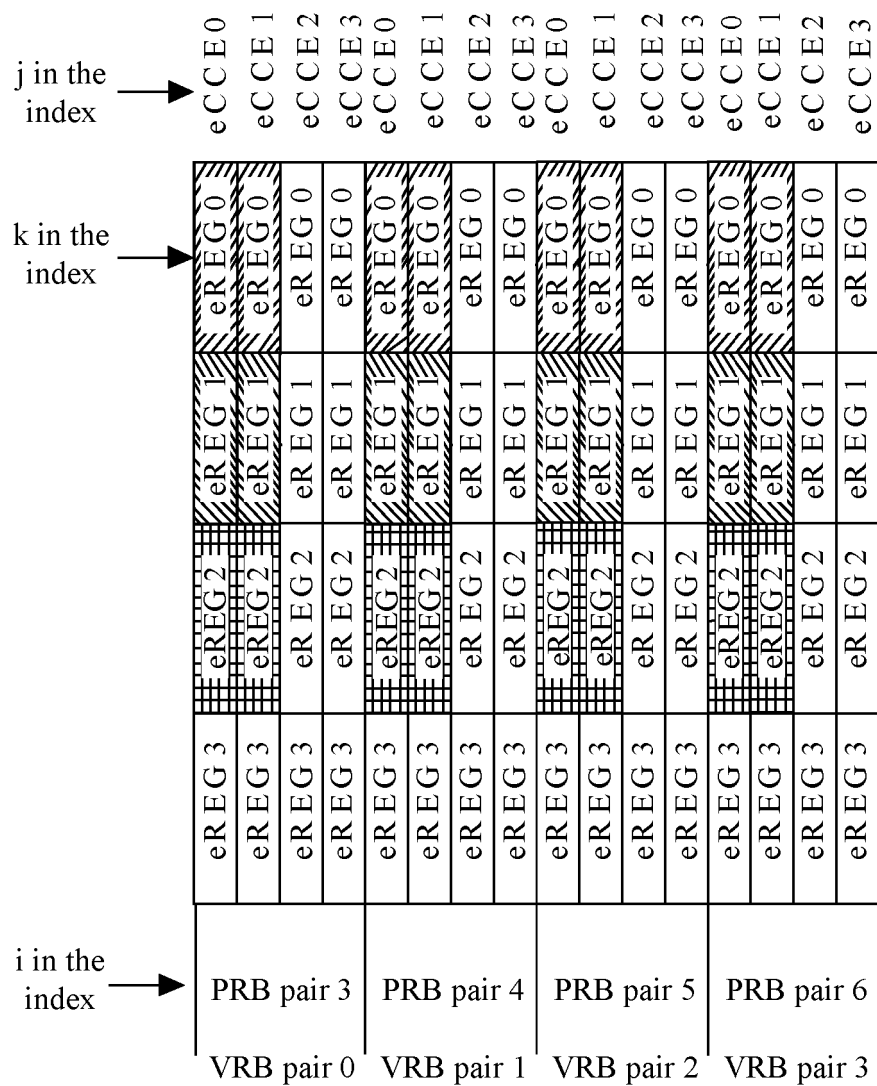 j in the
index
eCCE0 eCCE1 eCCE2 eCCE3 eCCE0 eCCE1 eCCE2 eCCE3 eCCE0 eCCE1 eCCE2 eCCE3 eCCE0 eCCE1 eCCE2 eCCE3
k in the
index
eREG0 eREG0 eREG0 eREG0 eREG0 eREG0 eREG0 eREG0 eREG0 eREG0 eREG0 eREG0 eREG0 eREG0 eREG0 eREG0
eREG1 eREG1 eREG1 eREG1 eREG1 eREG1 eREG1 eREG1 eREG1 eREG1 eREG1 eREG1 eREG1 eREG1 eREG1 eREG1
eREG2 eREG2 eREG2 eREG2 eREG2 eREG2 eREG2 eREG2 eREG2 eREG2 eREG2 eREG2 eREG2 eREG2 eREG2 eREG2
eREG3 eREG3 eREG3 eREG3 eREG3 eREG3 eREG3 eREG3 eREG3 eREG3 eREG3 eREG3 eREG3 eREG3 eREG3 eREG3
i in the
index
PRB pair 3 PRB pair 4 PRB pair 5 PRB pair 6
VRB pair 0 VRB pair 1 VRB pair 2 VRB pair 3